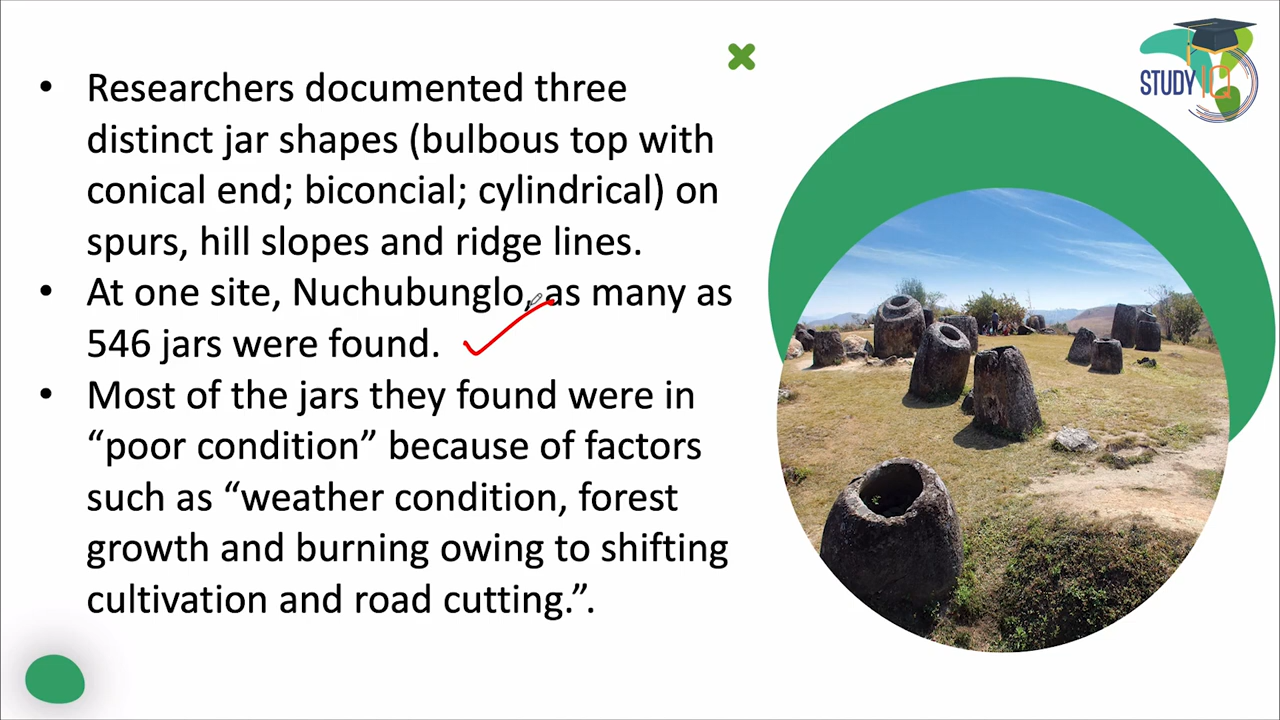 • Researchers documented three
distinct jar shapes (bulbous top with
conical end; biconcial; cylindrical) on
spurs, hill slopes and ridge lines.
• At one site, Nuchubunglo, as many as
546 jars were found.
• Most of the jars they found were in
“poor condition” because of factors
such as “weather condition, forest
growth and burning owing to shifting
cultivation and road cutting.”.
STUDY IQ